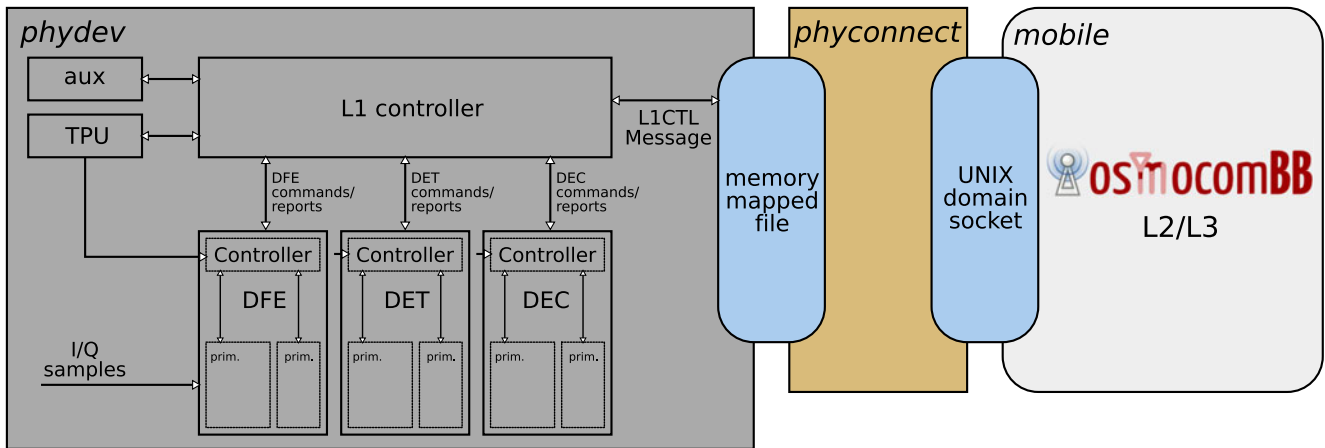 phydev
aux
TPU
L1 controller
L1CTL
Message
DFE
commands/
reports
DET
commands/
reports
DEC
commands/
reports
Controller
DFE
prim.
prim.
Controller
DET
prim.
prim.
Controller
DEC
prim.
prim.
I/Q
samples
memory
mapped
file
phyconnect
UNIX
domain
socket
mobile
osmocomBB
L2/L3